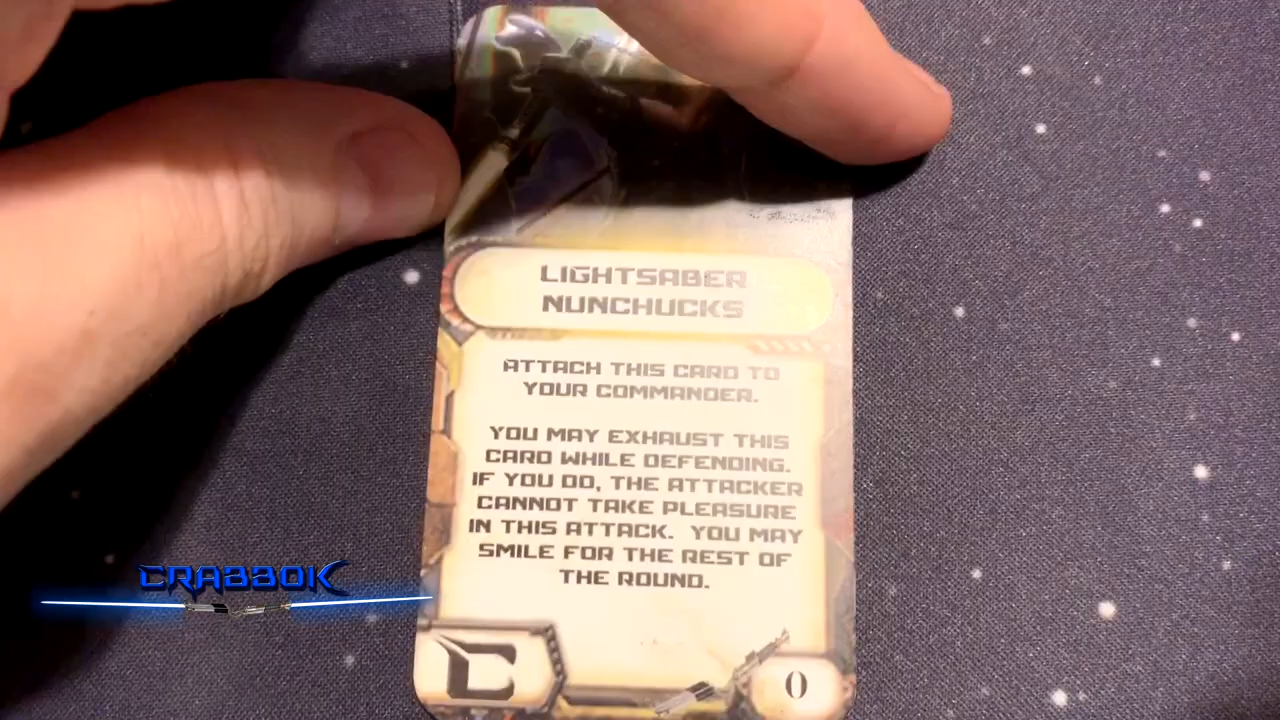 LIGHTSABER
NUNCHUCKS
ATTACH THIS CARD TO
YOUR COMMANDER.
YOU MAY EXHAUST THIS
CARD WHILE DEFENDING.
IF YOU DO, THE ATTACKER
CANNOT TAKE PLEASURE
IN THIS ATTACK. YOU MAY
SMILE FOR THE REST OF
THE ROUND.
CRABBOK
C
0